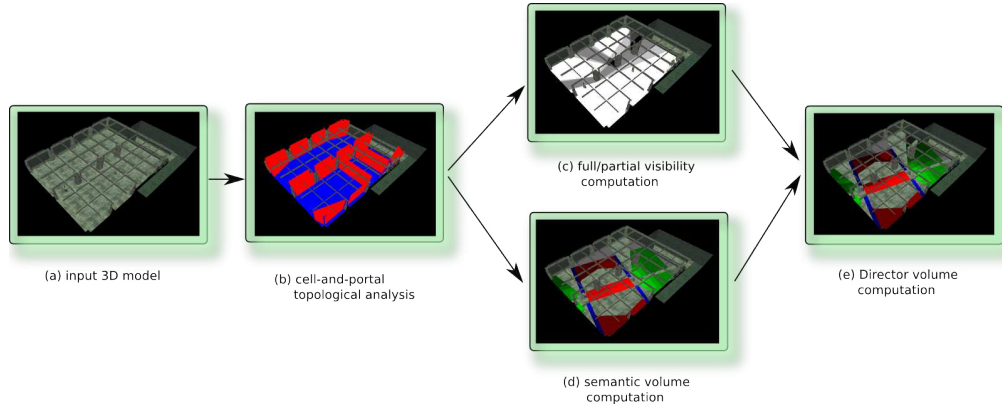 (a) input 3D model
(b) cell-and-portal
topological analysis
(c) full/partial visibility
computation
(d) semantic volume
computation
(e) Director volume
computation